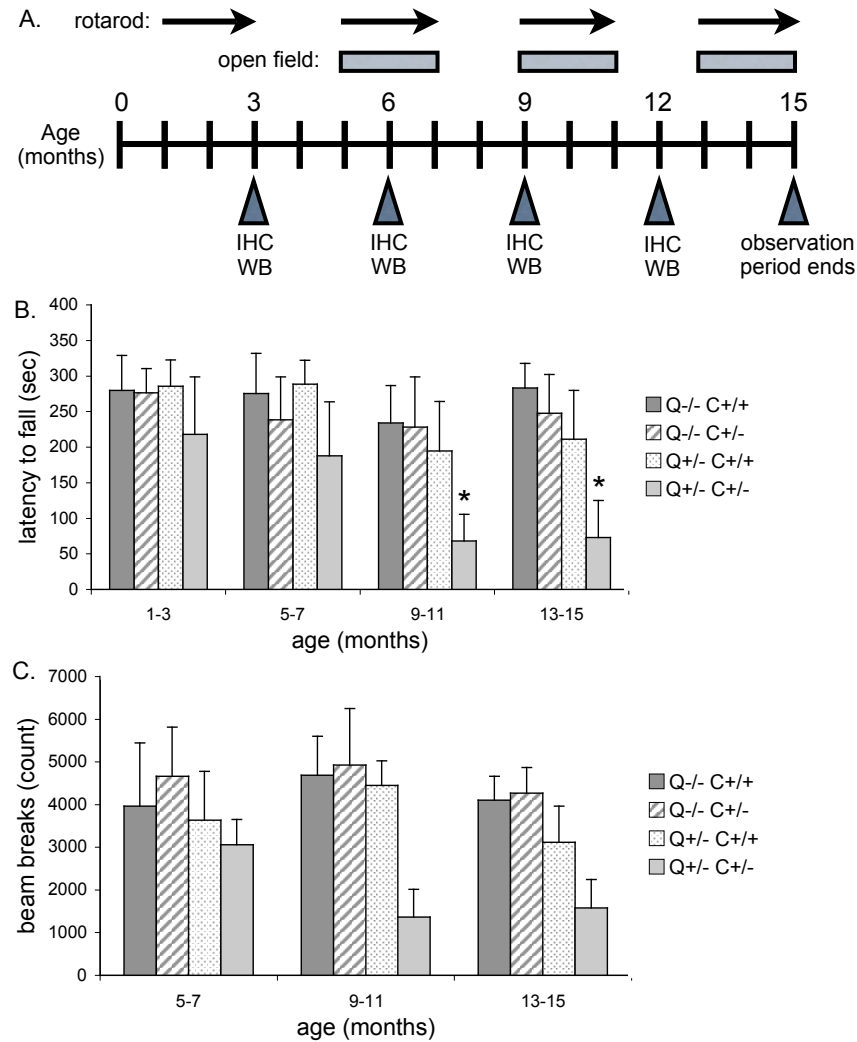 A.
rotarod:
open field:
0 3 6 9 12 15
Age
(months)
IHC IHC IHC IHC observation
WB WB WB WB period ends
B.
400
350
300
250
200
150
100
50
0
latency to fall (sec)
* *
1-3 5-7 9-11 13-15
age (months)
Q-/- C+/+
Q-/- C+/-
Q+/- C+/+
Q+/- C+/-
C.
7000
6000
5000
4000
3000
2000
1000
0
beam breaks (count)
5-7 9-11 13-15
age (months)
Q-/- C+/+
Q-/- C+/-
Q+/- C+/+
Q+/- C+/-